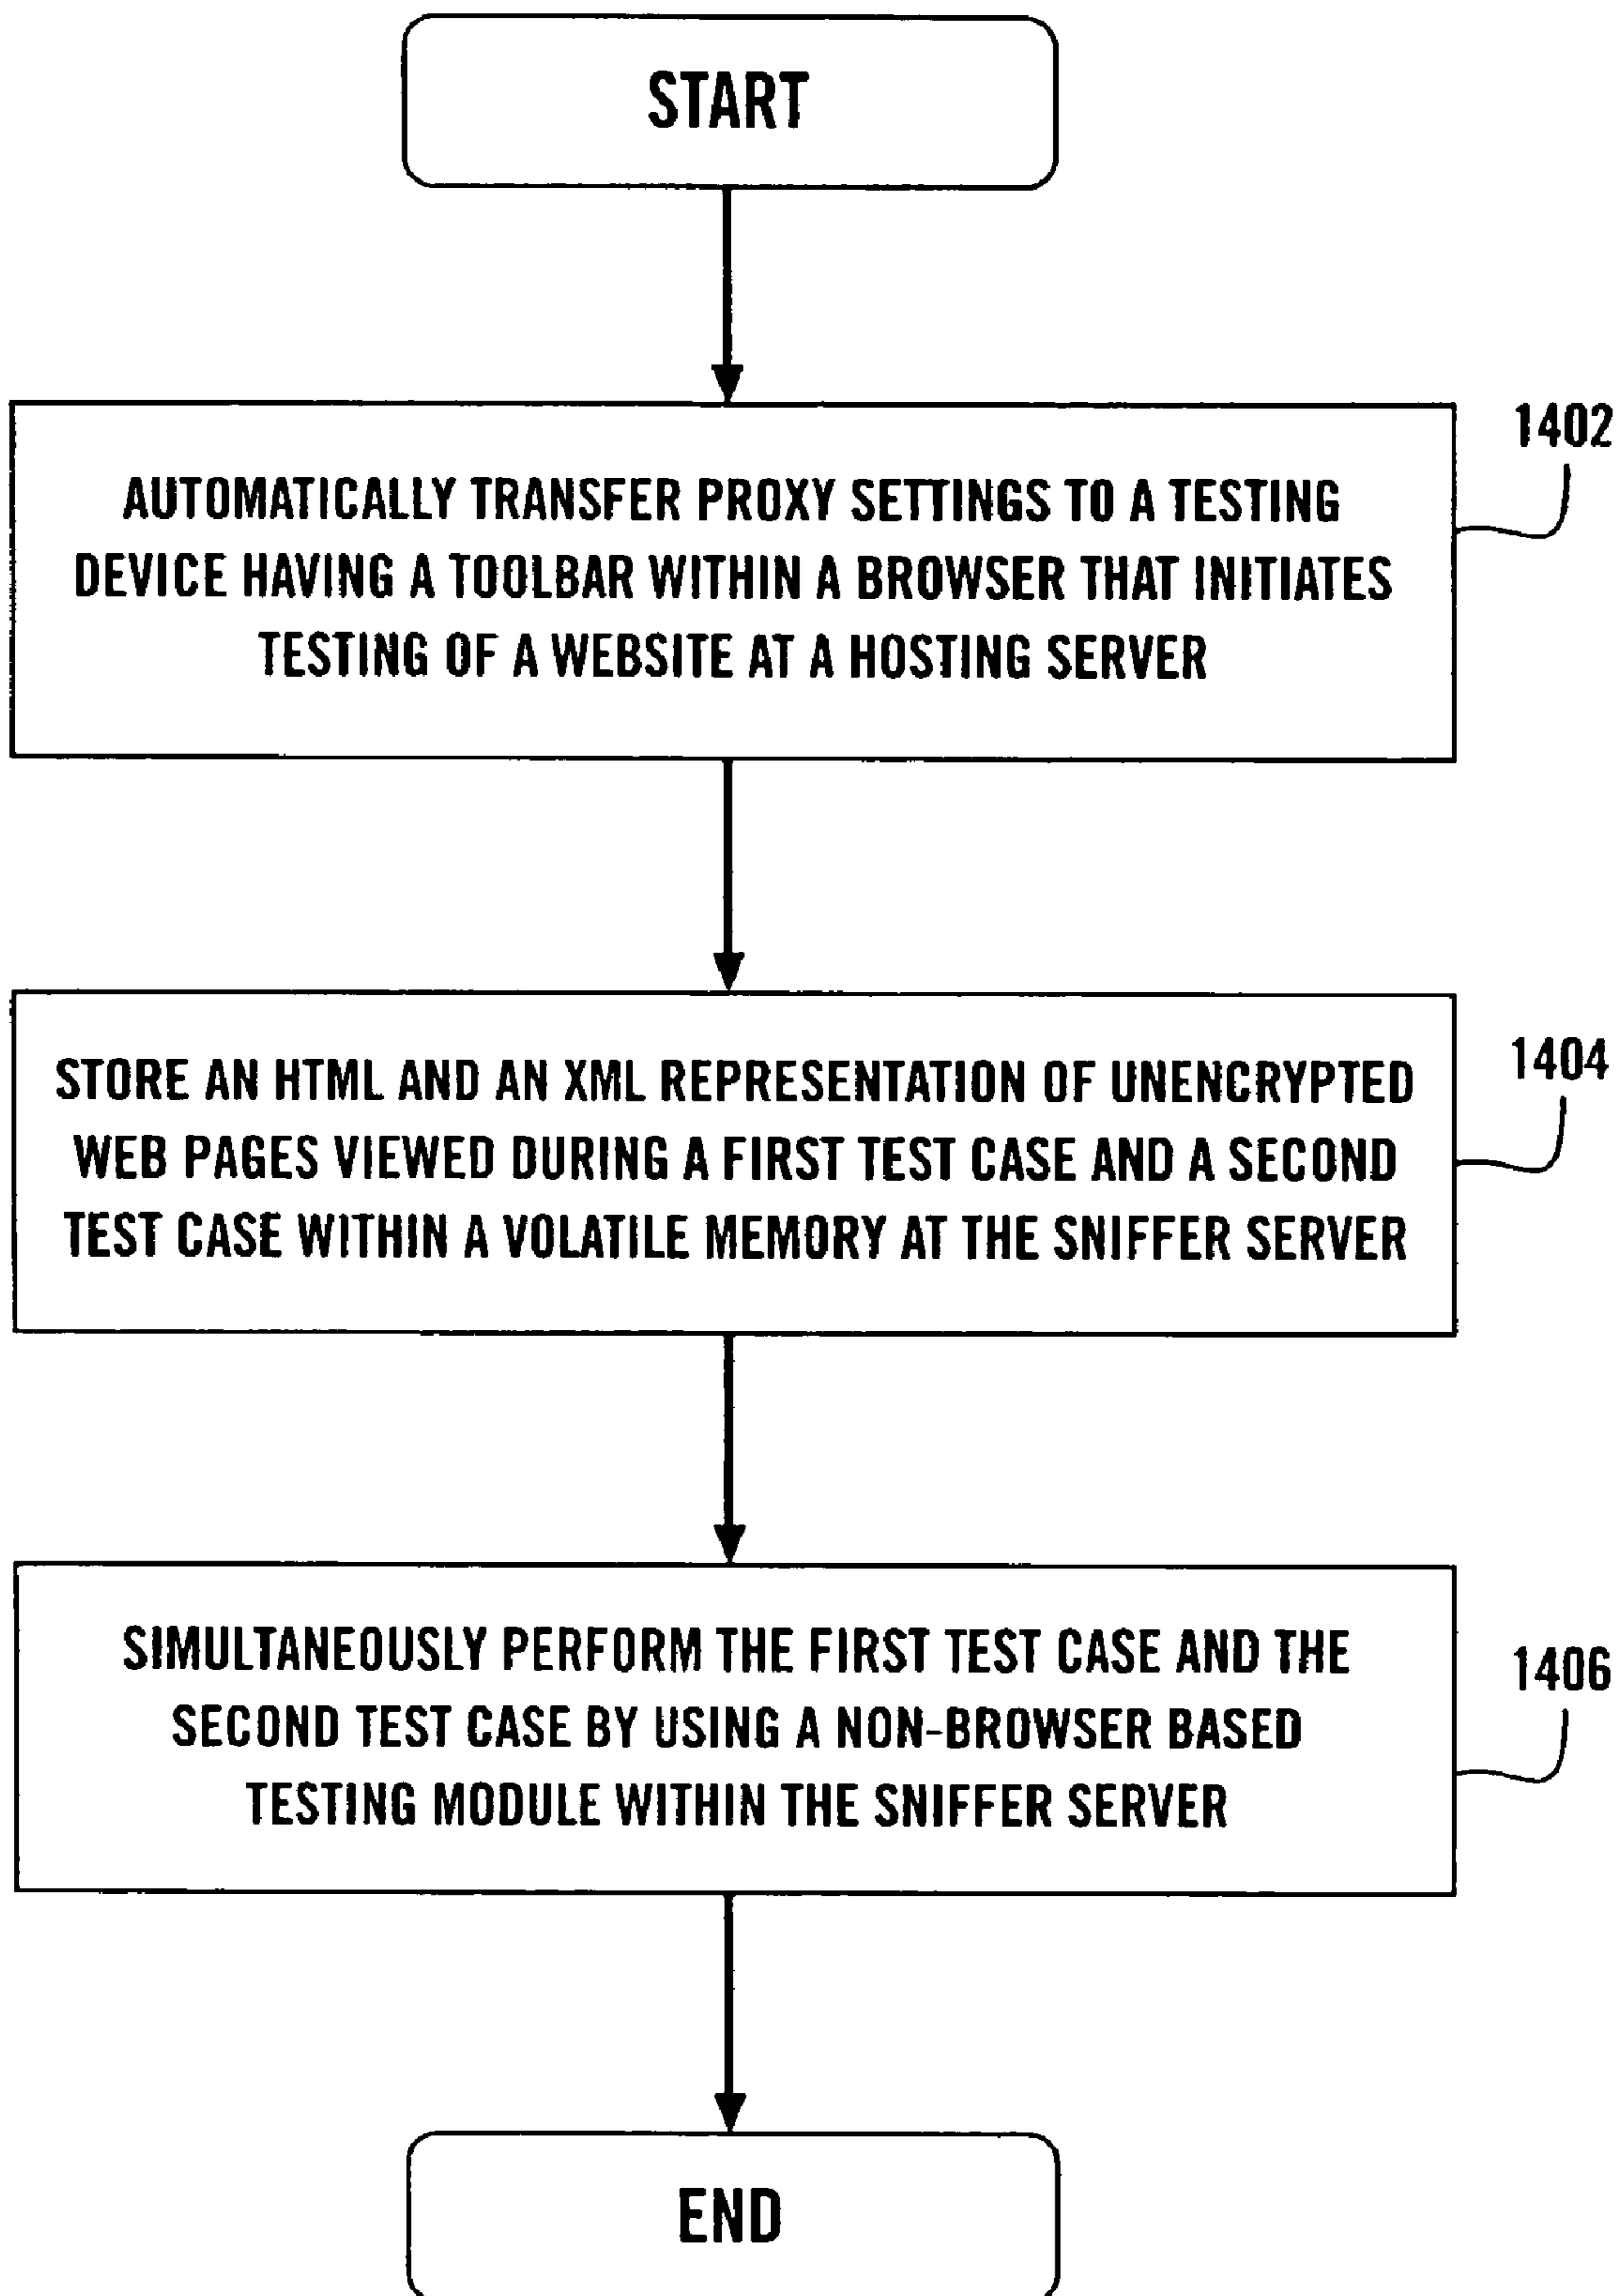 START
1402
AUTOMATICALLY TRANSFER PROXY SETTINGS TO A TESTING
DEVICE HAVING A TOOLBAR WITHIN A BROWSER THAT INITIATES
TESTING OF A WEBSITE AT A HOSTING SERVER
1404
STORE AN HTML AND AN XML REPRESENTATION OF UNENCRYPTED
WEB PAGES VIEWED DURING A FIRST TEST CASE AND A SECOND
TEST CASE WITHIN A VOLATILE MEMORY AT THE SNIFFER SERVER
1406
SIMULTANEOUSLY PERFORM THE FIRST TEST CASE AND THE
SECOND TEST CASE BY USING A NON-BROWSER BASED
TESTING MODULE WITHIN THE SNIFFER SERVER
END